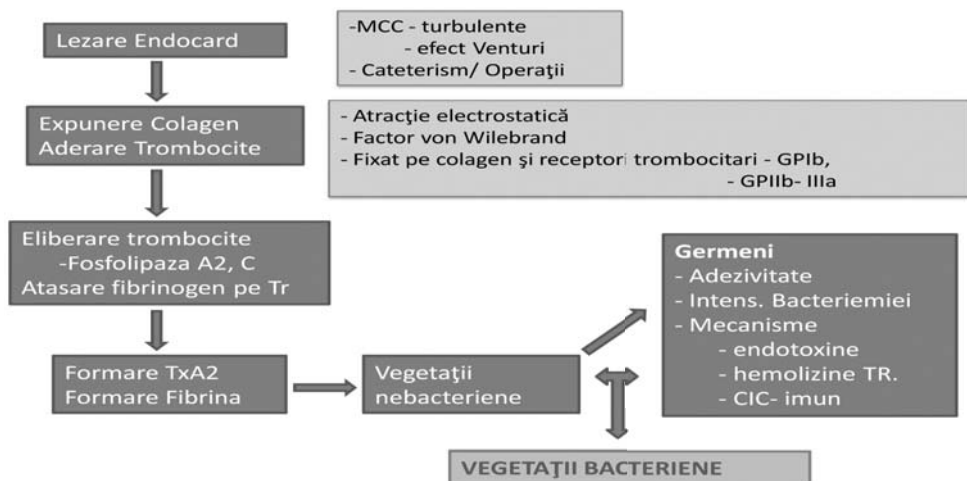 Lezare Endocard
-MCC - turbulente
- efect Venturi
- Cateterism/ Operaţii
Expunere Colagen
Aderare Trombocite
- Atracţie electrostatică
- Factor von Wilebrand
- Fixat pe colagen şi receptori trombocitari - GPIb,
- GPIIb- IIIa
Eliberare trombocite
-Fosfolipaza A2, C
Atasare fibrinogen pe Tr
Formare TxA2
Formare Fibrina
Vegetaţii
nebacteriene
Germeni
- Adezivitate
- Intens. Bacteriemiei
- Mecanisme
- endotoxine
- hemolizine TR.
- CIC- imun
VEGETAŢII BACTERIENE